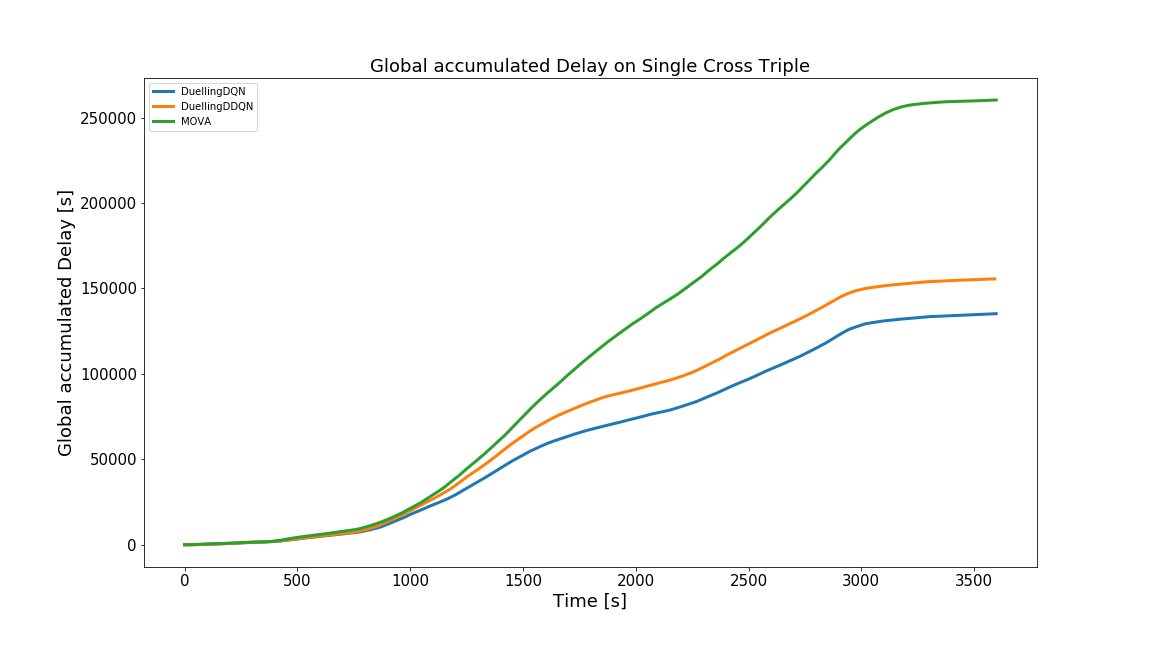 Global accumulated Delay on Single Cross Triple
DuellingDQN
DuellingDDQN
MOVA
Global accumulated Delay [s]
250000
200000
150000
100000
50000
0
0 500 1000 1500 2000 2500 3000 3500
Time [s]